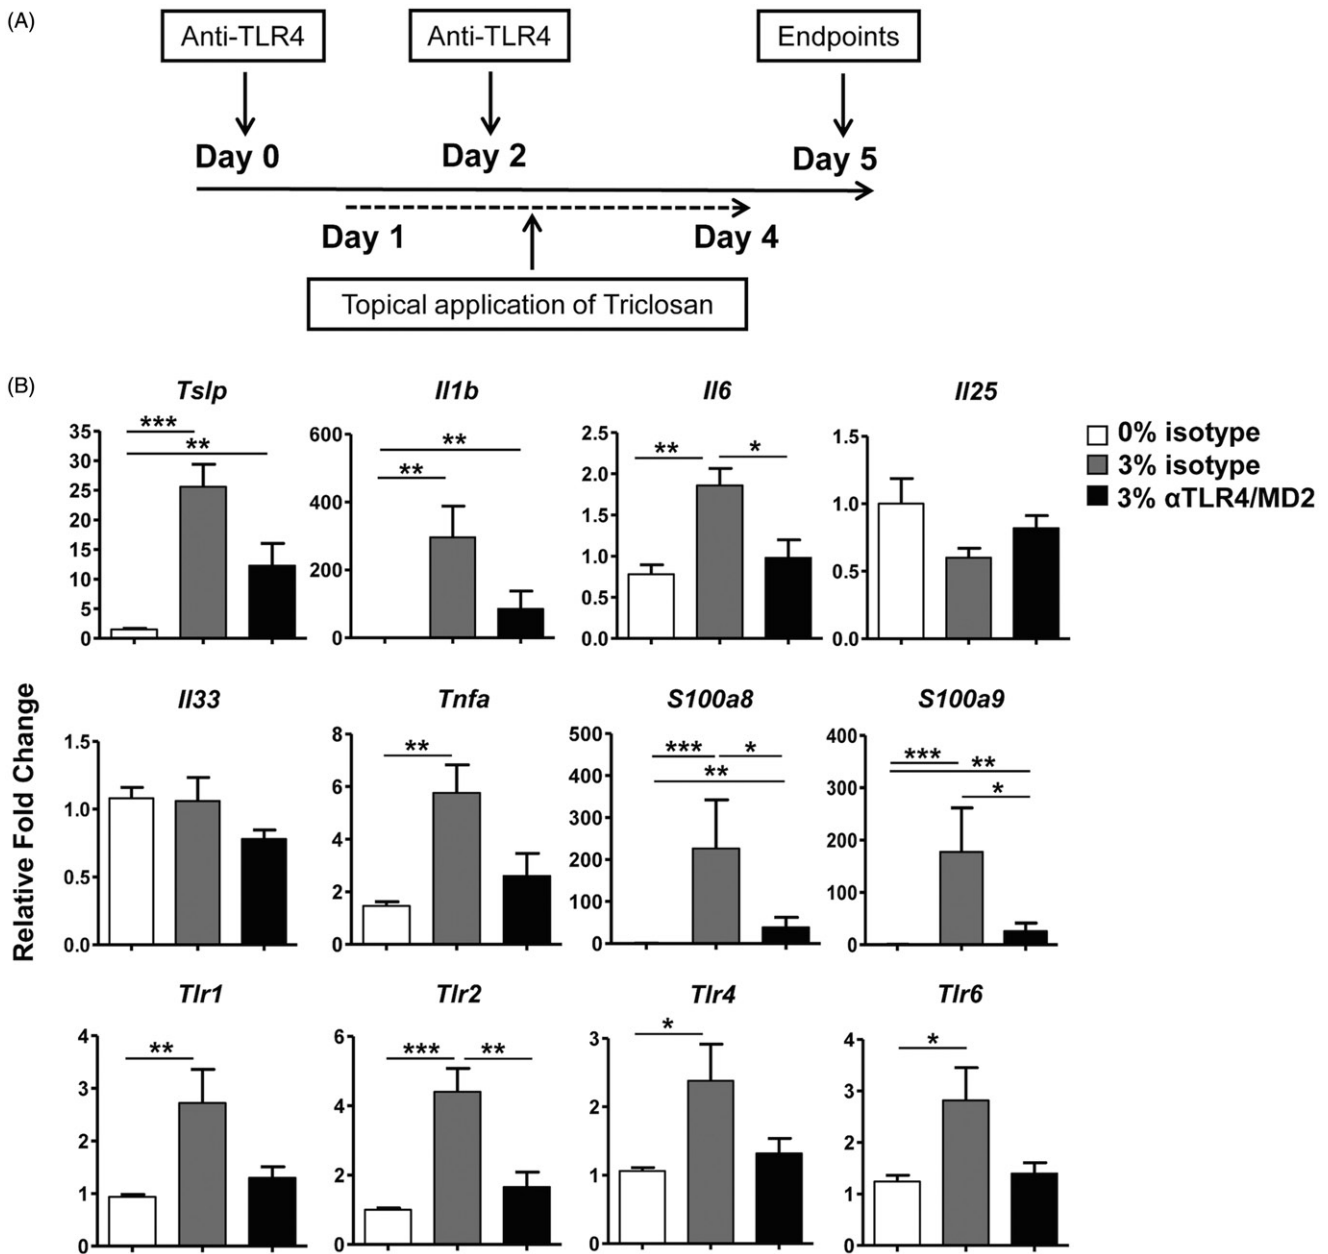 (A)
Anti-TLR4 Anti-TLR4 Endpoints
Day 0 Day 2 Day 5
Day 1 Day 4
Topical application of Triclosan
(B)
Tslp Il1b Il6 Il25
35 30 25 20 15 10 5 0
*** **
600 400 200 0
** **
2.5 2.0 1.5 1.0 0.5 0.0
** *
1.5 1.0 0.5 0.0
0% isotype
3% isotype
3% αTLR4/MD2
Relative Fold Change
Il33 Tnfa S100a8 S100a9
1.5 1.0 0.5 0.0
8 6 4 2 0
**
500 400 300 200 100 0
*** * **
400 300 200 100 0
*** ** *
Tlr1 Tlr2 Tlr4 Tlr6
4 3 2 1 0
**
6 4 2 0
*** **
3 2 1 0
*
4 3 2 1 0
*